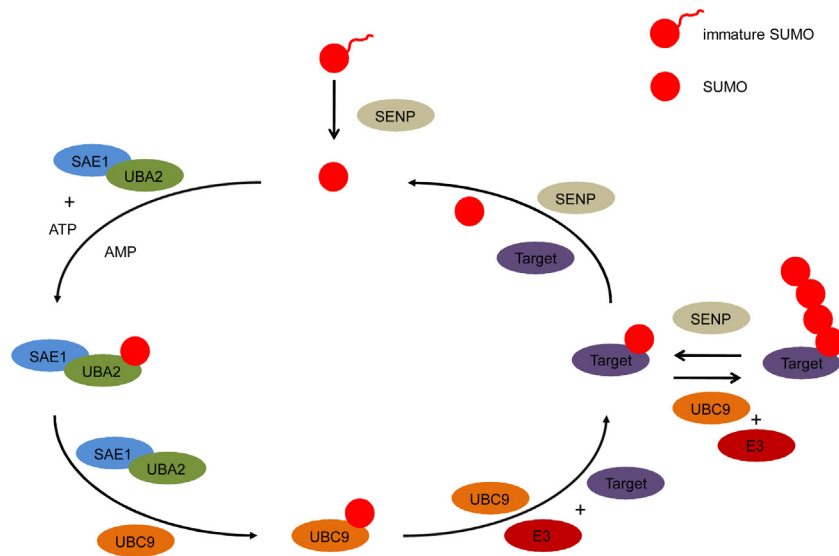 immature SUMO
SUMO
SENP
SAE1
UBA2
+
ATP
AMP
SENP
Target
SENP
Target
Target
UBC9
+
E3
SAE1
UBA2
SAE1
UBA2
UBC9
UBC9
UBC9
E3
+
Target